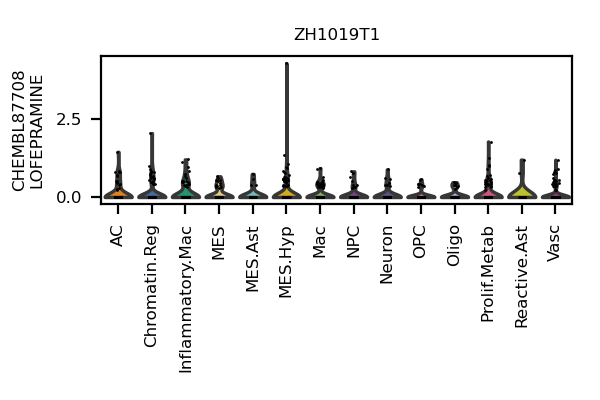 ZH1019T1
CHEMBL87708
LOFEPRAMINE
2.5
0.0
AC
Chromatin.Reg
Inflammatory.Mac
MES
MES.Ast
MES.Hyp
Mac
NPC
Neuron
OPC
Oligo
Prolif.Metab
Reactive.Ast
Vasc